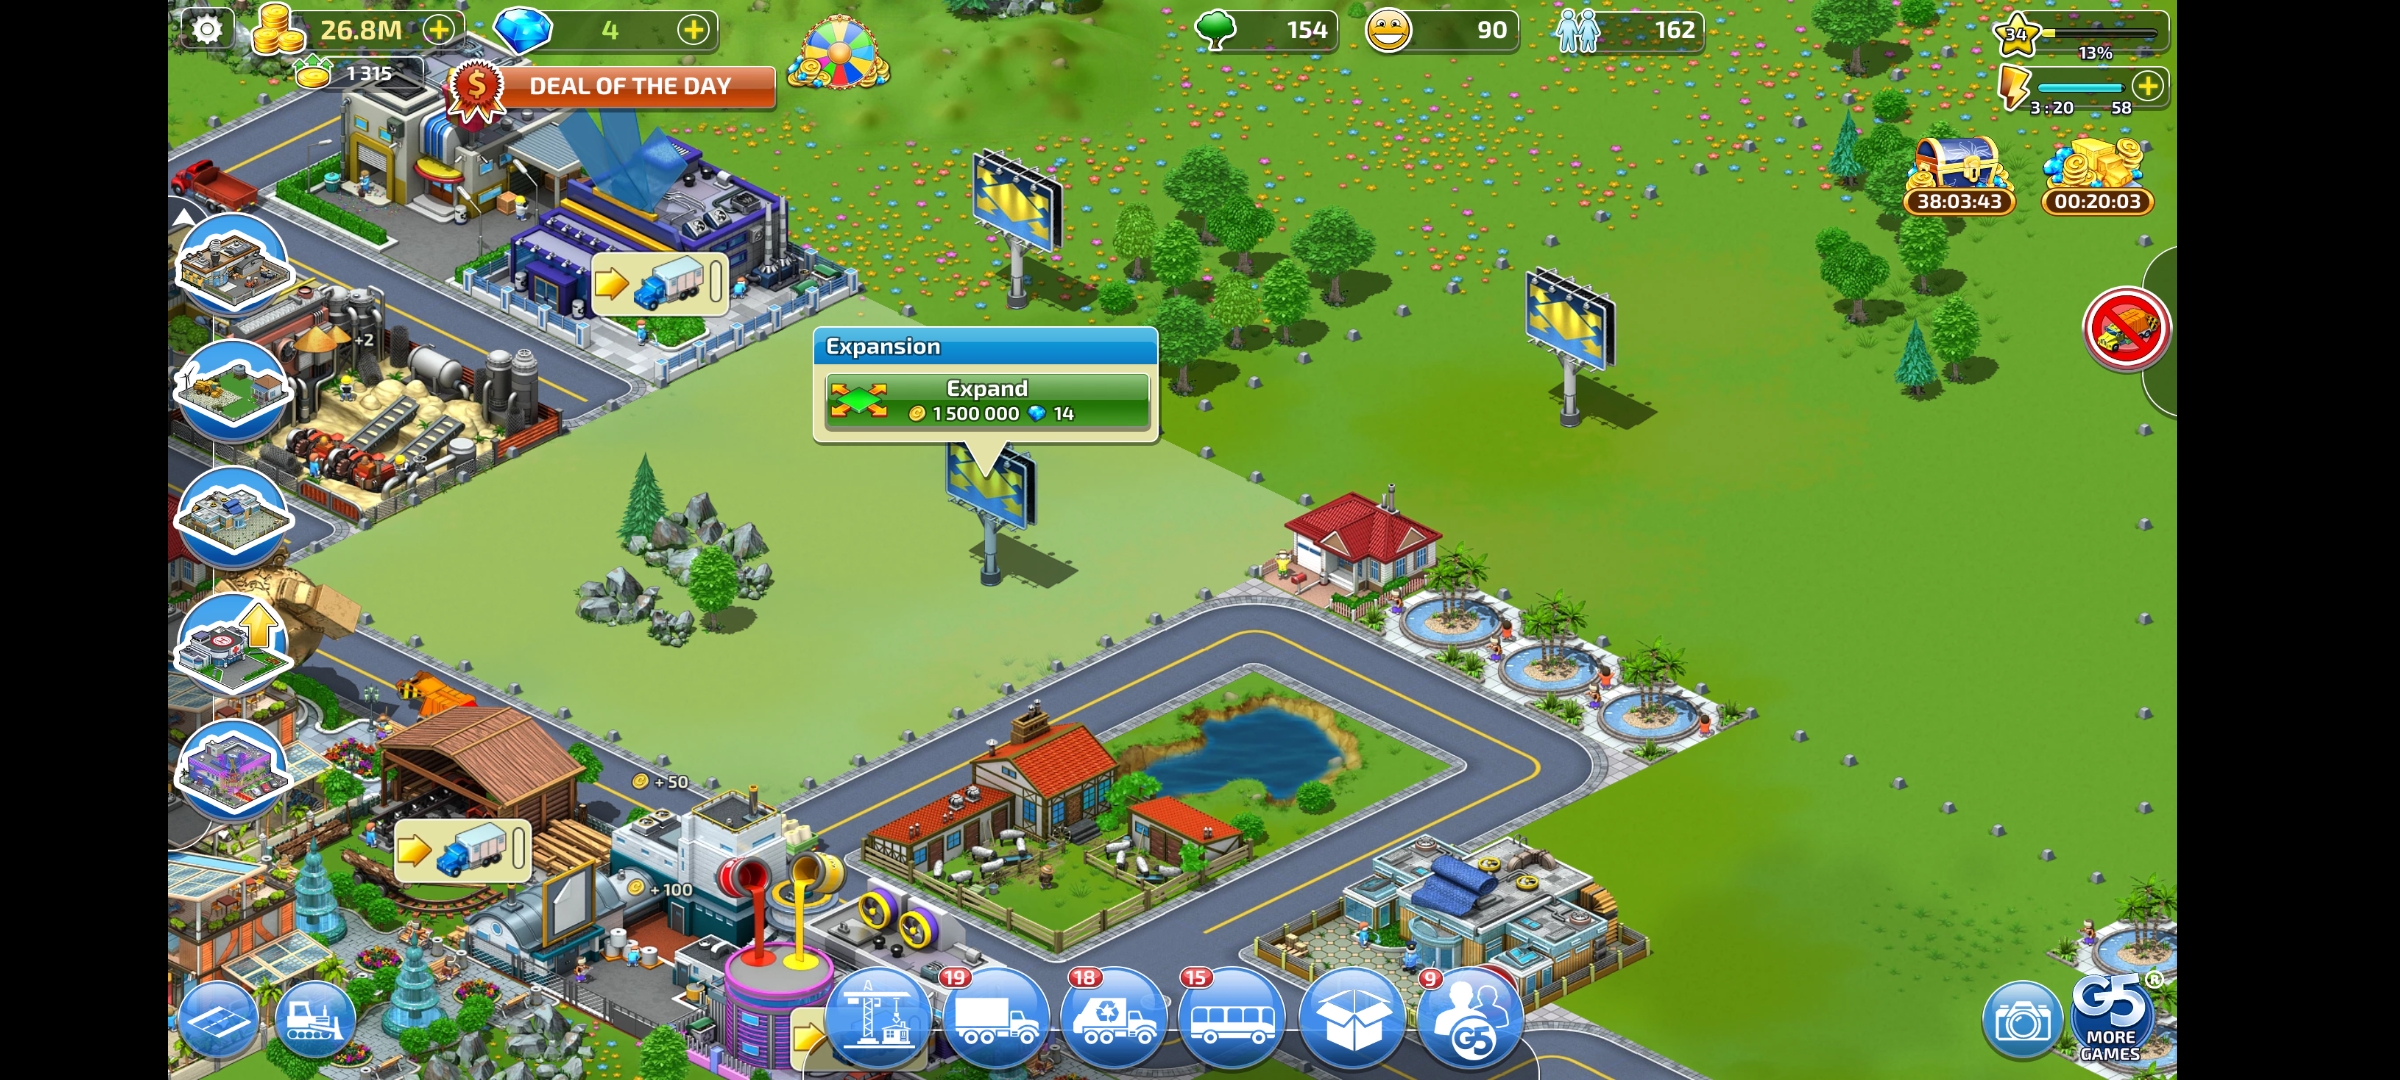 26.8M
4
154
90
162
34
13%
1 315
DEAL OF THE DAY
3 : 20
58
38:03:43
00:20:03
+2
Expansion
Expand
1 500 000 14
+ 50
+ 100
19
18
15
9
G5
G5 ®
MORE
GAMES